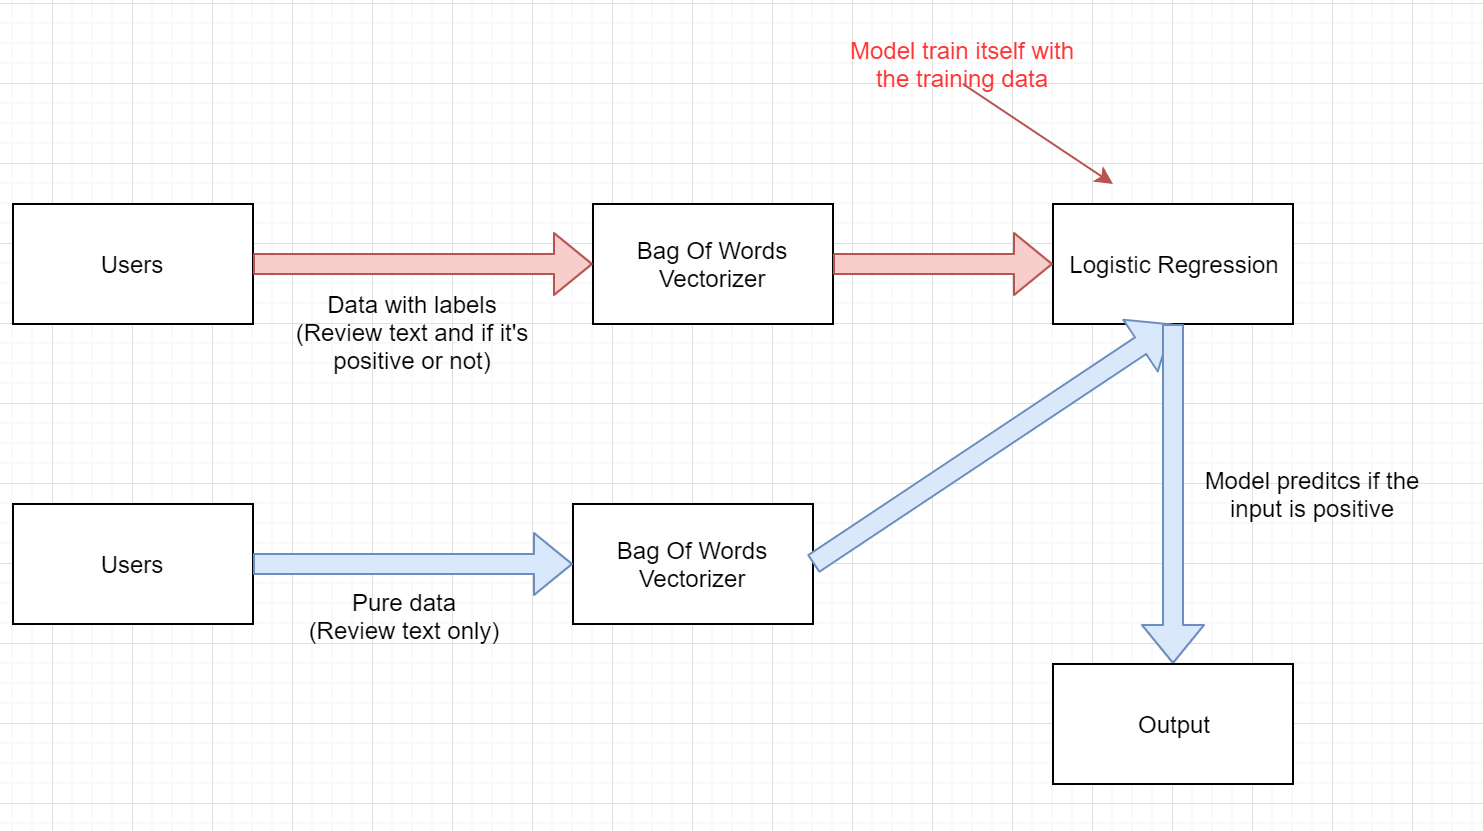 Model train itself with
the training data
Users
Bag Of Words
Vectorizer
Logistic Regression
Data with labels
(Review text and if it's
positive or not)
Model preditcs if the
input is positive
Users
Bag Of Words
Vectorizer
Pure data
(Review text only)
Output